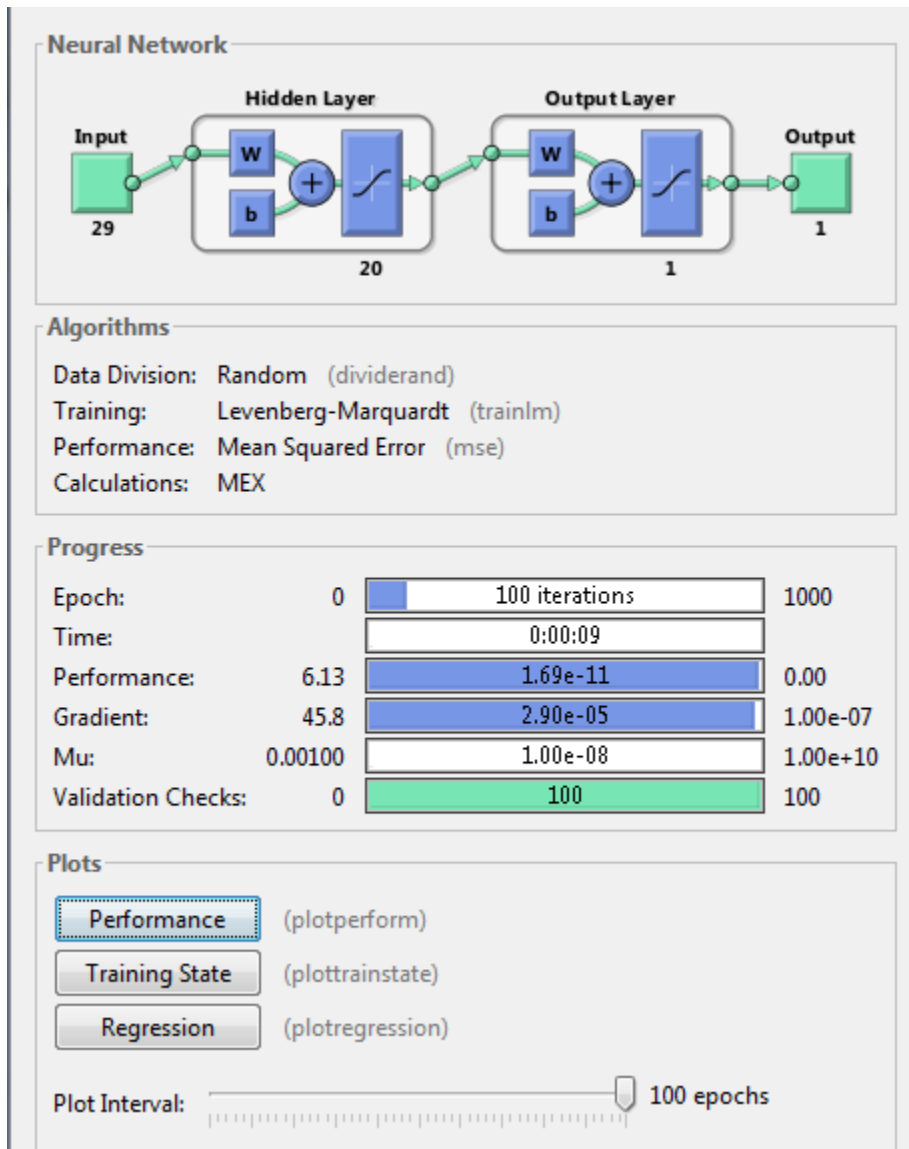 Neural Network
Hidden Layer Output Layer
Input Output
W W
b b
29 1
20 1
Algorithms
Data Division: Random (dividerand)
Training: Levenberg-Marquardt (trainlm)
Performance: Mean Squared Error (mse)
Calculations: MEX
Progress
Epoch: 0 100 iterations 1000
Time: 0:00:09
Performance: 6.13 1.69e-11 0.00
Gradient: 45.8 2.90e-05 1.00e-07
Mu: 0.00100 1.00e-08 1.00e+10
Validation Checks: 0 100 100
Plots
Performance (plotperform)
Training State (plottrainstate)
Regression (plotregression)
Plot Interval: 100 epochs